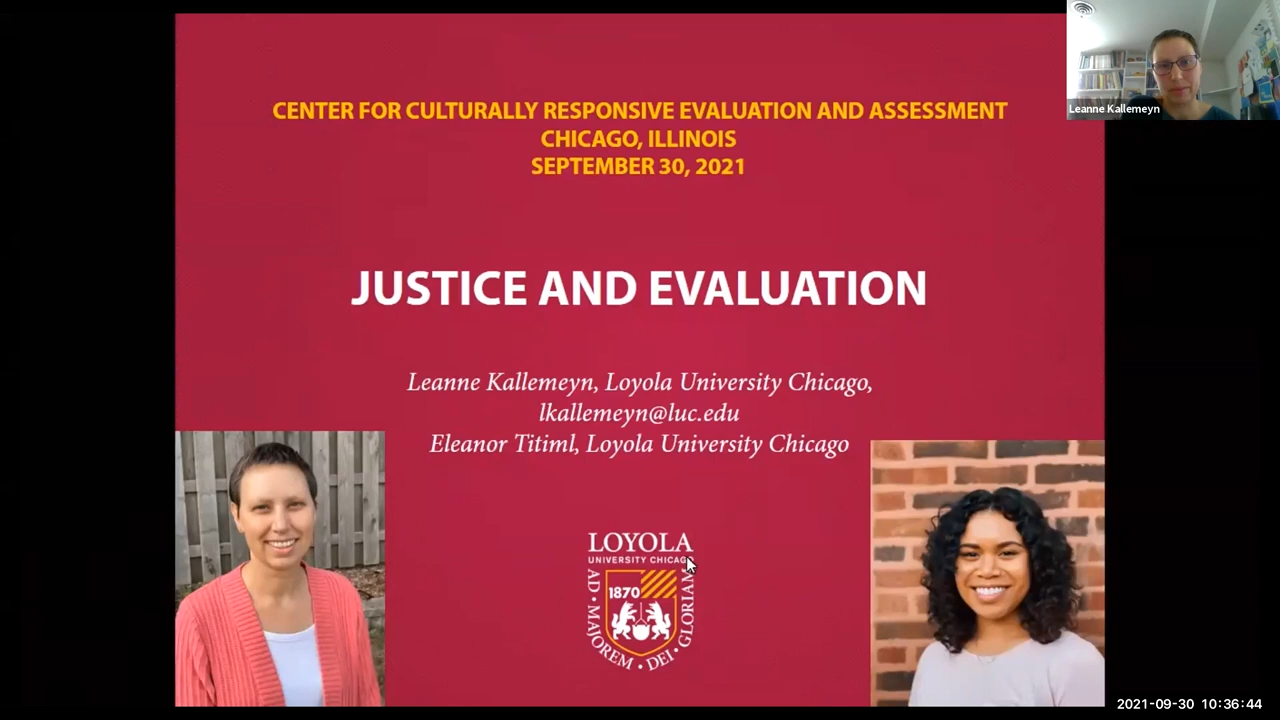 CENTER FOR CULTURALLY RESPONSIVE EVALUATION AND ASSESSMENT
CHICAGO, ILLINOIS
SEPTEMBER 30, 2021
Leanne Kallemeyn
JUSTICE AND EVALUATION
Leanne Kallemeyn, Loyola University Chicago,
lkallemeyn@luc.edu
Eleanor Titiml, Loyola University Chicago
LOYOLA
UNIVERSITY CHICAGO
1870
AD • MAJOREM • DEI • GLORIAM
2021-09-30 10:36:44